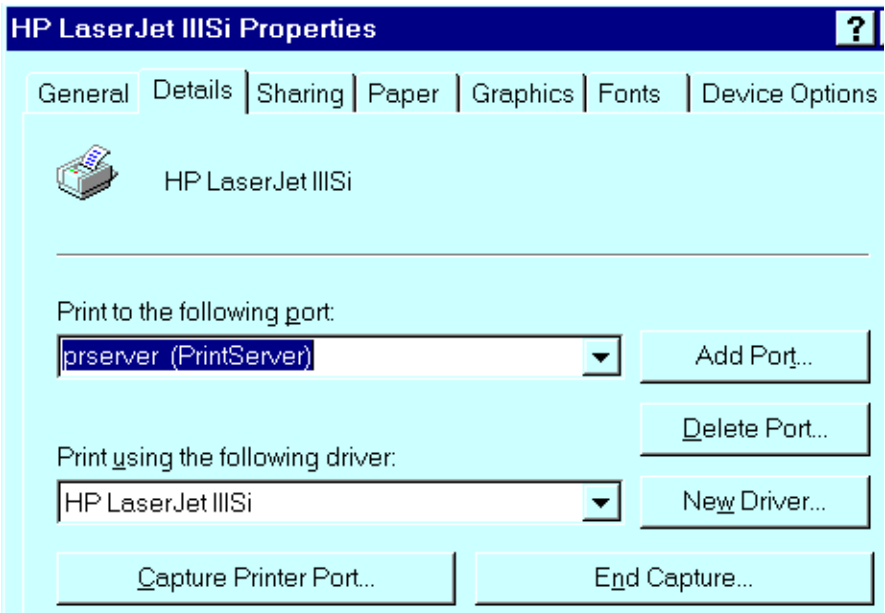 HP LaserJet IIISi Properties ?
General Details Sharing Paper Graphics Fonts Device Options
HP LaserJet IIISi
Print to the following port:
prserver (PrintServer) Add Port...
Delete Port...
Print using the following driver:
HP LaserJet IIISi New Driver...
Capture Printer Port... End Capture...